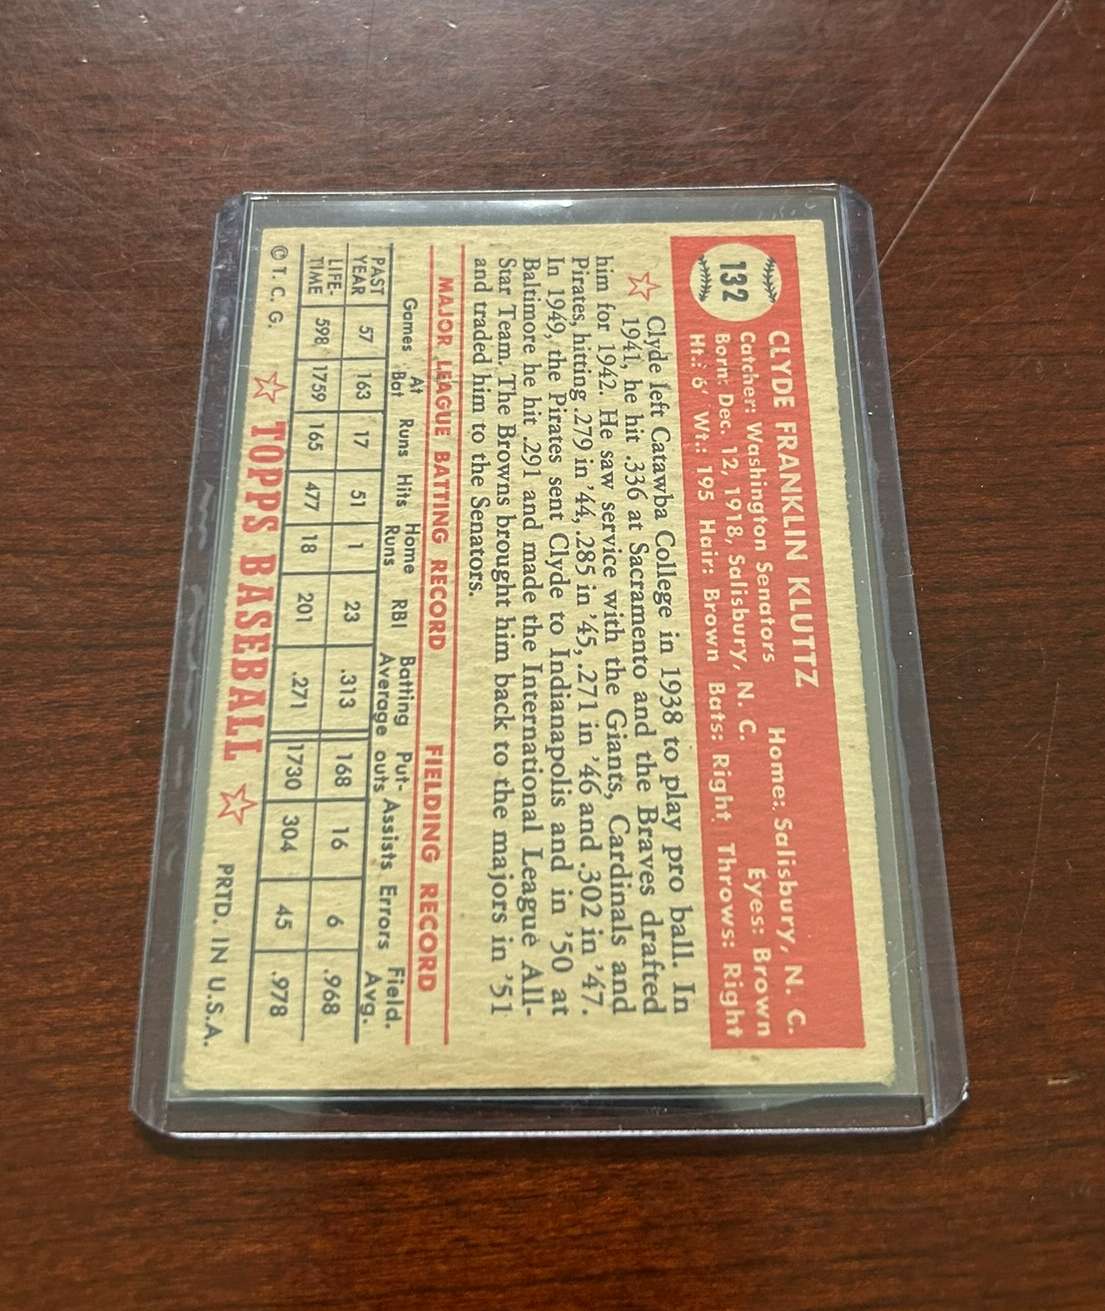 132
CLYDE FRANKLIN KLUTTZ
Catcher: Washington Senators Home: Salisbury, N. C.
Born: Dec. 12, 1918, Salisbury, N. C. Eyes: Brown
Ht.: 6' Wt.: 195 Hair: Brown Bats: Right Throws: Right
Clyde left Catawba College in 1938 to play pro ball. In
1941, he hit .336 at Sacramento and the Braves drafted
him for 1942. He saw service with the Giants, Cardinals and
Pirates, hitting .279 in '44, .285 in '45, .271 in '46 and .302 in '47.
In 1949, the Pirates sent Clyde to Indianapolis and in '50 at
Baltimore he hit .291 and made the International League All-
Star Team. The Browns brought him back to the majors in '51
and traded him to the Senators.
MAJOR LEAGUE BATTING RECORD FIELDING RECORD
Games At Bat Runs Hits Home Runs RBI Batting Average Put-outs Assists Errors Field. Avg.
PAST YEAR 57 163 17 51 1 23 .313 168 16 6 .968
LIFE-TIME 598 1759 165 477 18 201 .271 1730 304 45 .978
© T. C. G. TOPPS BASEBALL PRTD. IN U.S.A.